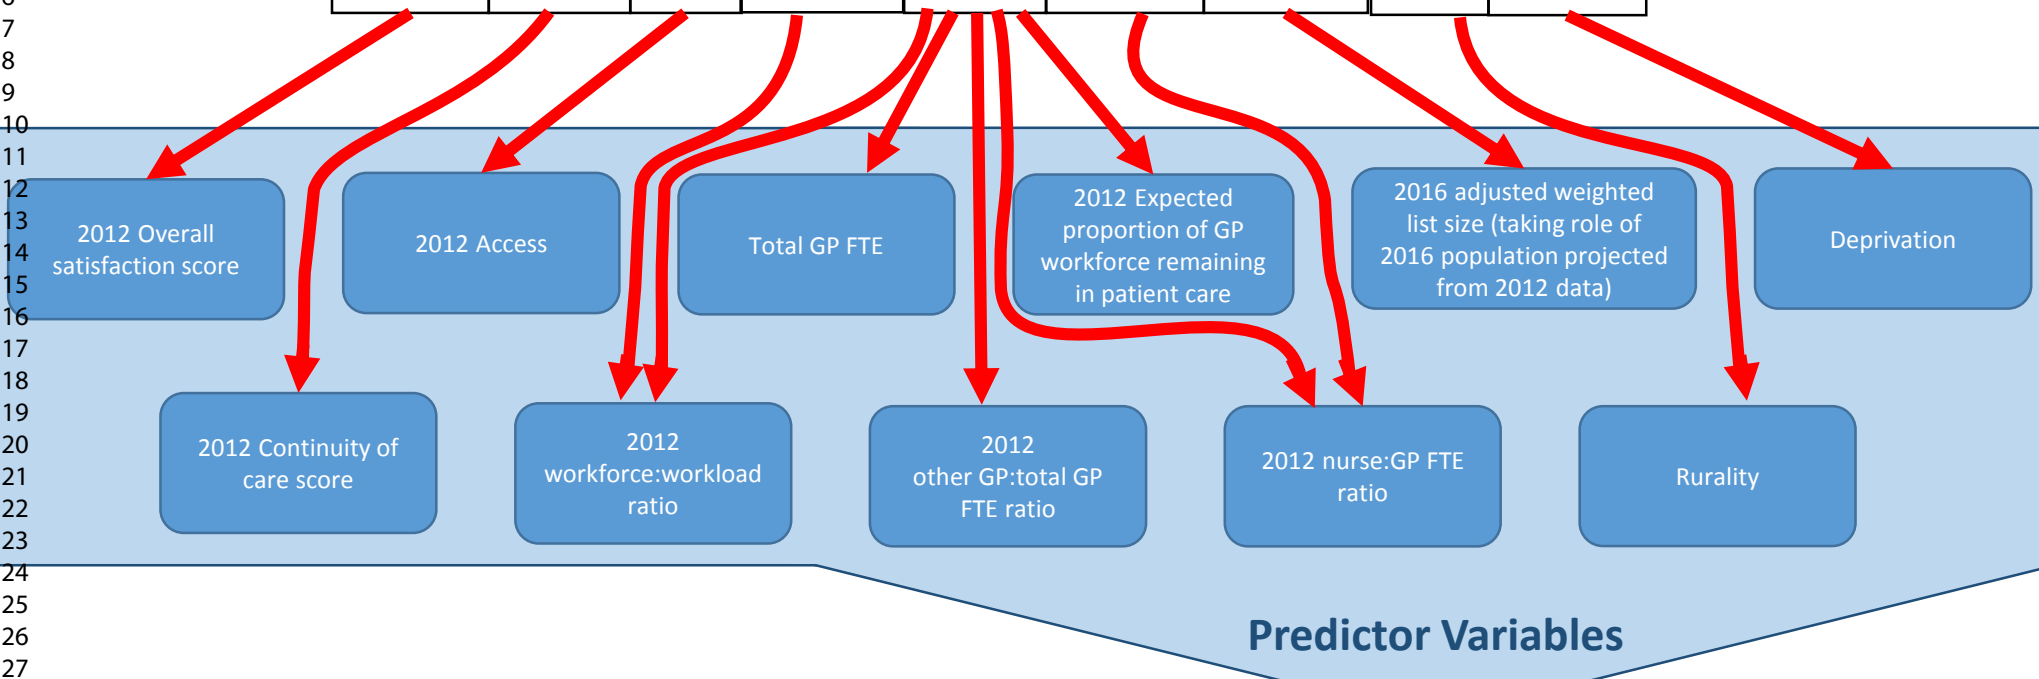 6
7
8
9
10
11
12
13
14
15
16
17
18
19
20
21
22
23
24
25
26
27
2012 Overall
satisfaction score
2012 Access
Total GP FTE
2012 Expected
proportion of GP
workforce remaining
in patient care
2016 adjusted weighted
list size (taking role of
2016 population projected
from 2012 data)
Deprivation
2012 Continuity of
care score
2012
workforce:workload
ratio
2012
other GP:total GP
FTE ratio
2012 nurse:GP FTE
ratio
Rurality
Predictor Variables